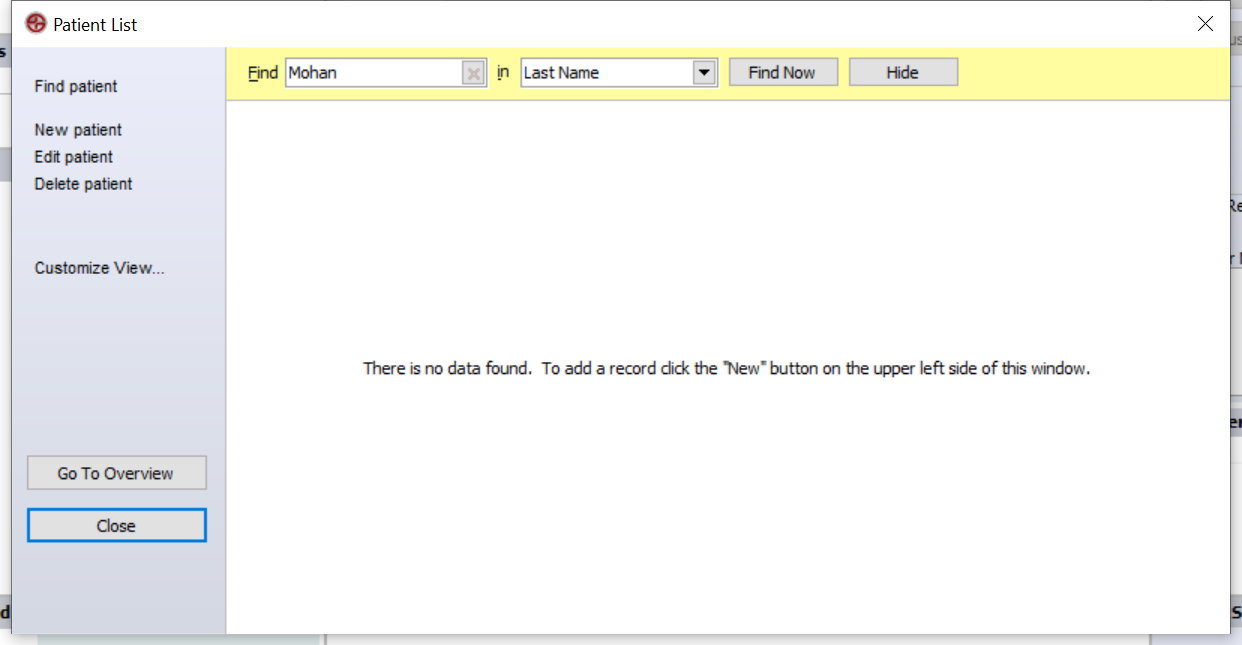 Patient List
Find patient
New patient
Edit patient
Delete patient
Customize View...
Go To Overview
Close
Find Mohan in Last Name Find Now Hide
There is no data found. To add a record click the "New" button on the upper left side of this window.